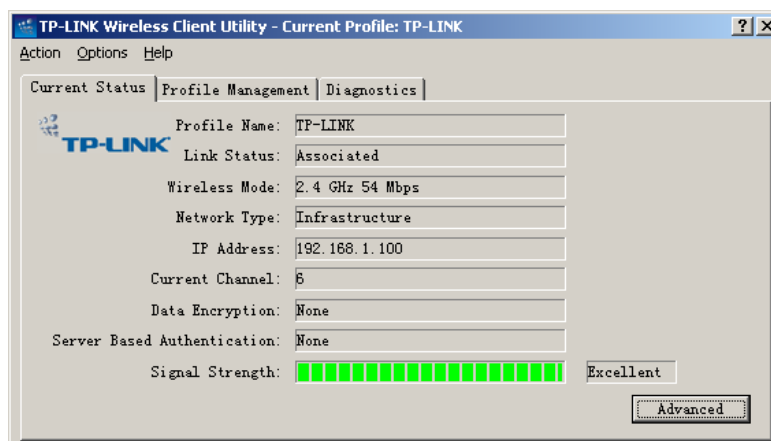 TP-LINK Wireless Client Utility - Current Profile: TP-LINK
Action Options Help
Current Status Profile Management Diagnostics
TP-LINK
Profile Name: TP-LINK
Link Status: Associated
Wireless Mode: 2.4 GHz 54 Mbps
Network Type: Infrastructure
IP Address: 192.168.1.100
Current Channel: 6
Data Encryption: None
Server Based Authentication: None
Signal Strength: Excellent
Advanced